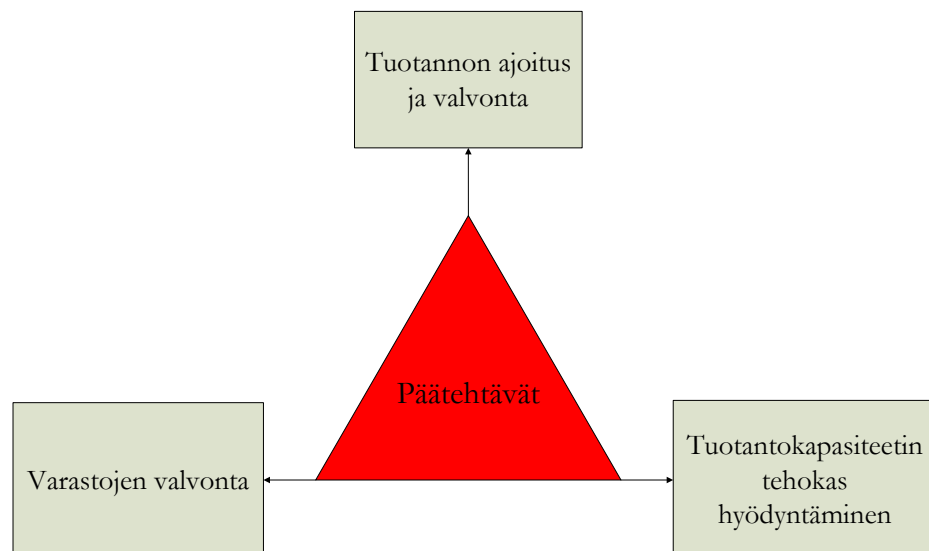 Tuotannon ajoitus
ja valvonta
Päätehtävät
Varastojen valvonta
Tuotantokapasiteetin
tehokas
hyödyntäminen